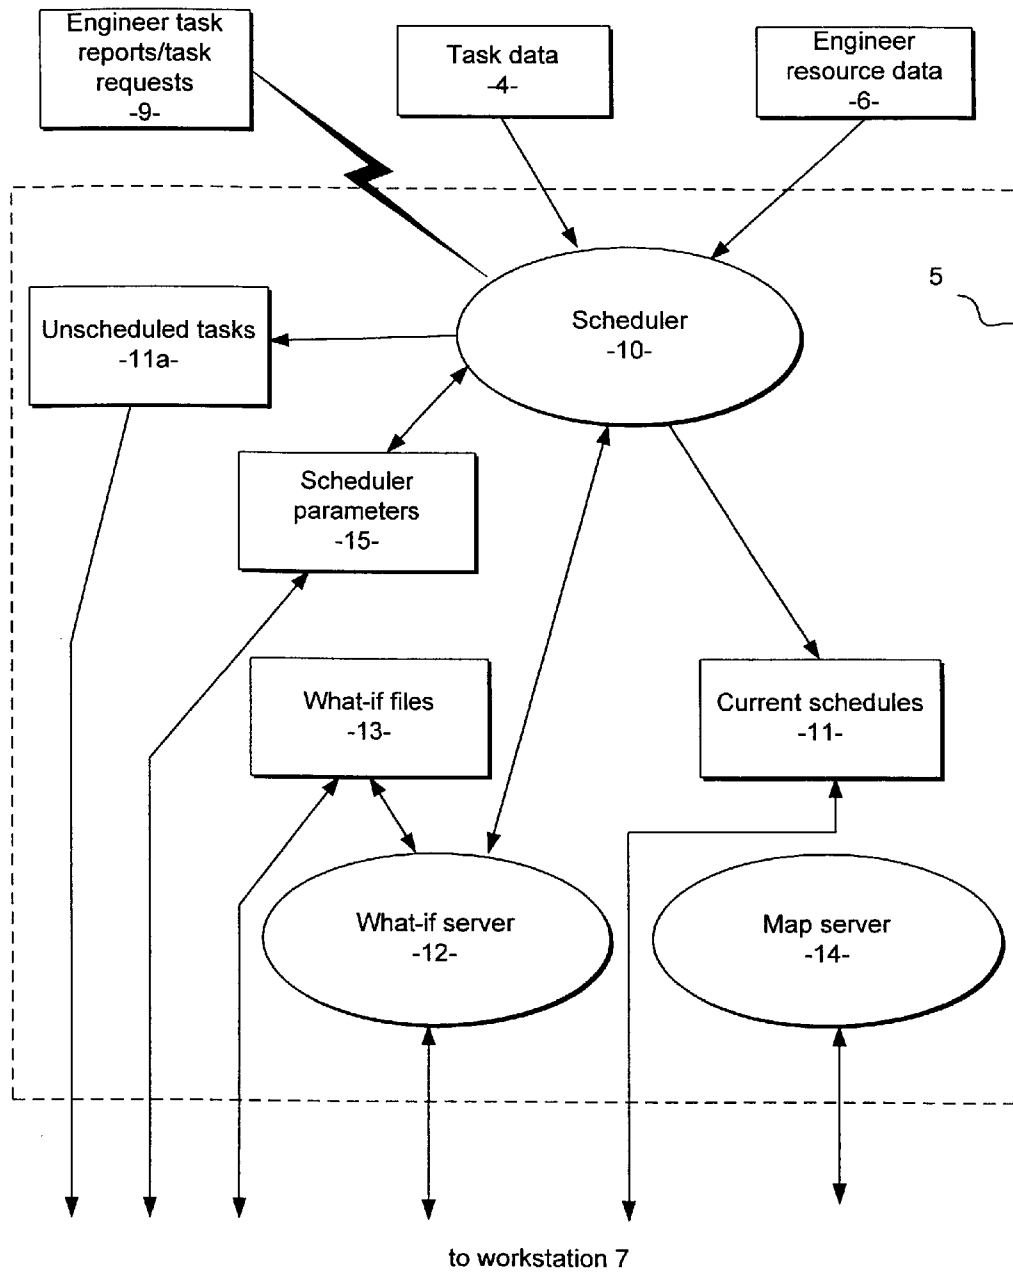 Engineer task
reports/task
requests
-9-
Task data
-4-
Engineer
resource data
-6-
5
Scheduler
-10-
Unscheduled tasks
-11a-
Scheduler
parameters
-15-
What-if files
-13-
Current schedules
-11-
What-if server
-12-
Map server
-14-
to workstation 7